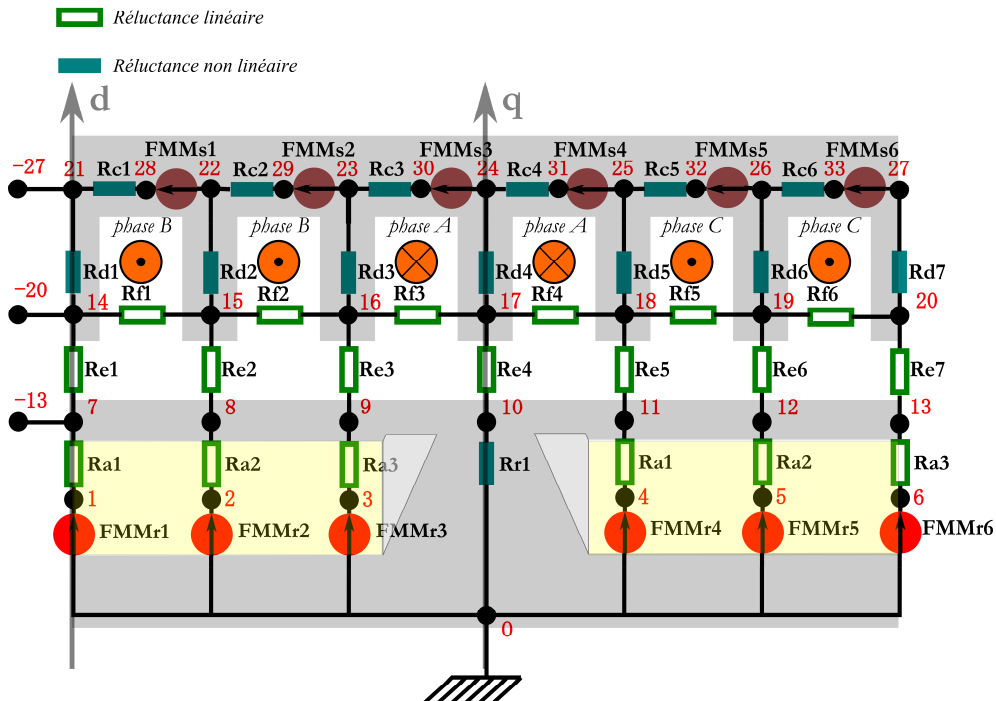 Réluctance linéaire
Réluctance non linéaire
d
q
-27 21 Rc1 28 FMMs1 22 Rc2 29 FMMs2 23 Rc3 30 FMMs3 24 Rc4 31 FMMs4 25 Rc5 32 FMMs5 26 Rc6 33 FMMs6 27
phase B phase B phase A phase A phase C phase C
Rd1 Rd2 Rd3 Rd4 Rd5 Rd6 Rd7
Rf1 Rf2 Rf3 Rf4 Rf5 Rf6
-20 14 15 16 17 18 19 20
Re1 Re2 Re3 Re4 Re5 Re6 Re7
-13 7 8 9 10 11 12 13
Ra1 Ra2 Ra3 Rr1 Ra1 Ra2 Ra3
1 2 3 4 5 6
FMMr1 FMMr2 FMMr3 FMMr4 FMMr5 FMMr6
0